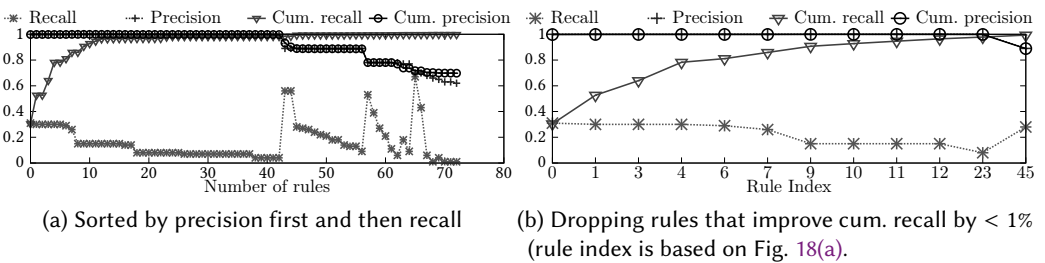 Recall Precision Cum. recall Cum. precision
1
0.8
0.6
0.4
0.2
0
0 10 20 30 40 50 60 70 80
Number of rules
(a) Sorted by precision first and then recall
Recall Precision Cum. recall Cum. precision
1
0.8
0.6
0.4
0.2
0
0 1 3 4 6 7 9 10 11 12 23 45
Rule Index
(b) Dropping rules that improve cum. recall by < 1%
(rule index is based on Fig. 18(a).